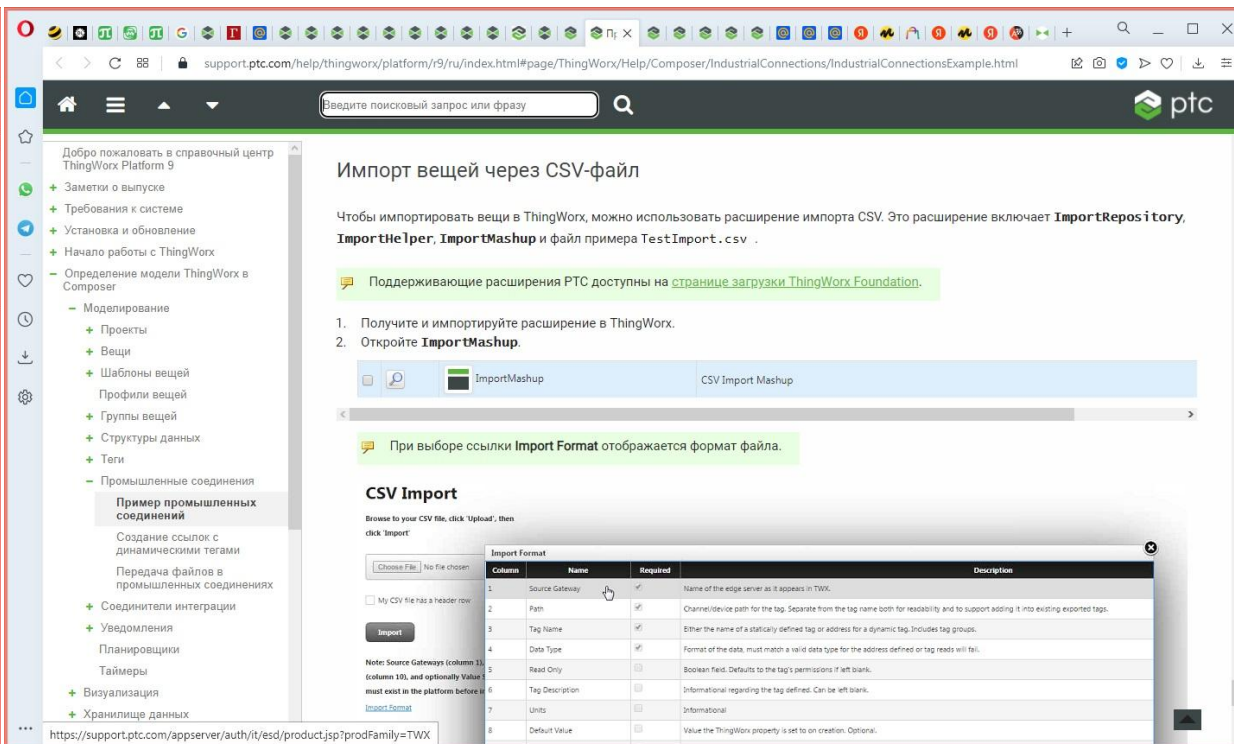 Пр
support.ptc.com/help/thingworx/platform/r9/ru/index.html#page/ThingWorx/Help/Composer/IndustrialConnections/IndustrialConnectionsExample.html
Введите поисковый запрос или фразу
ptc
Добро пожаловать в справочный центр
ThingWorx Platform 9
+ Заметки о выпуске
+ Требования к системе
+ Установка и обновление
+ Начало работы с ThingWorx
− Определение модели ThingWorx в
Composer
− Моделирование
+ Проекты
+ Вещи
+ Шаблоны вещей
Профили вещей
+ Группы вещей
+ Структуры данных
+ Теги
− Промышленные соединения
Пример промышленных
соединений
Создание ссылок с
динамическими тегами
Передача файлов в
промышленных соединениях
+ Соединители интеграции
+ Уведомления
Планировщики
Таймеры
+ Визуализация
+ Хранилище данных
https://support.ptc.com/appserver/auth/it/esd/product.jsp?prodFamily=TWX
Импорт вещей через CSV-файл
Чтобы импортировать вещи в ThingWorx, можно использовать расширение импорта CSV. Это расширение включает ImportRepository,
ImportHelper, ImportMashup и файл примера TestImport.csv .
Поддерживающие расширения PTC доступны на странице загрузки ThingWorx Foundation.
1. Получите и импортируйте расширение в ThingWorx.
2. Откройте ImportMashup.
ImportMashup CSV Import Mashup
При выборе ссылки Import Format отображается формат файла.
CSV Import
Browse to your CSV file, click 'Upload', then
click 'Import'
Choose File No file chosen
My CSV file has a header row
Import
Note: Source Gateways (column 1),
(column 10), and optionally Value
must exist in the platform before
Import Format
Import Format
Column Name Required Description
1 Source Gateway Name of the edge server as it appears in TWX.
2 Path Channel/device path for the tag. Separate from the tag name both for readability and to support adding it into existing exported tags.
3 Tag Name Either the name of a statically defined tag or address for a dynamic tag. Includes tag groups.
4 Data Type Format of the data, must match a valid data type for the address defined or tag reads will fail.
5 Read Only Boolean field. Defaults to the tag's permissions if left blank.
6 Tag Description Informational regarding the tag defined. Can be left blank.
7 Units Informational
8 Default Value Value the ThingWorx property is set to on creation. Optional.